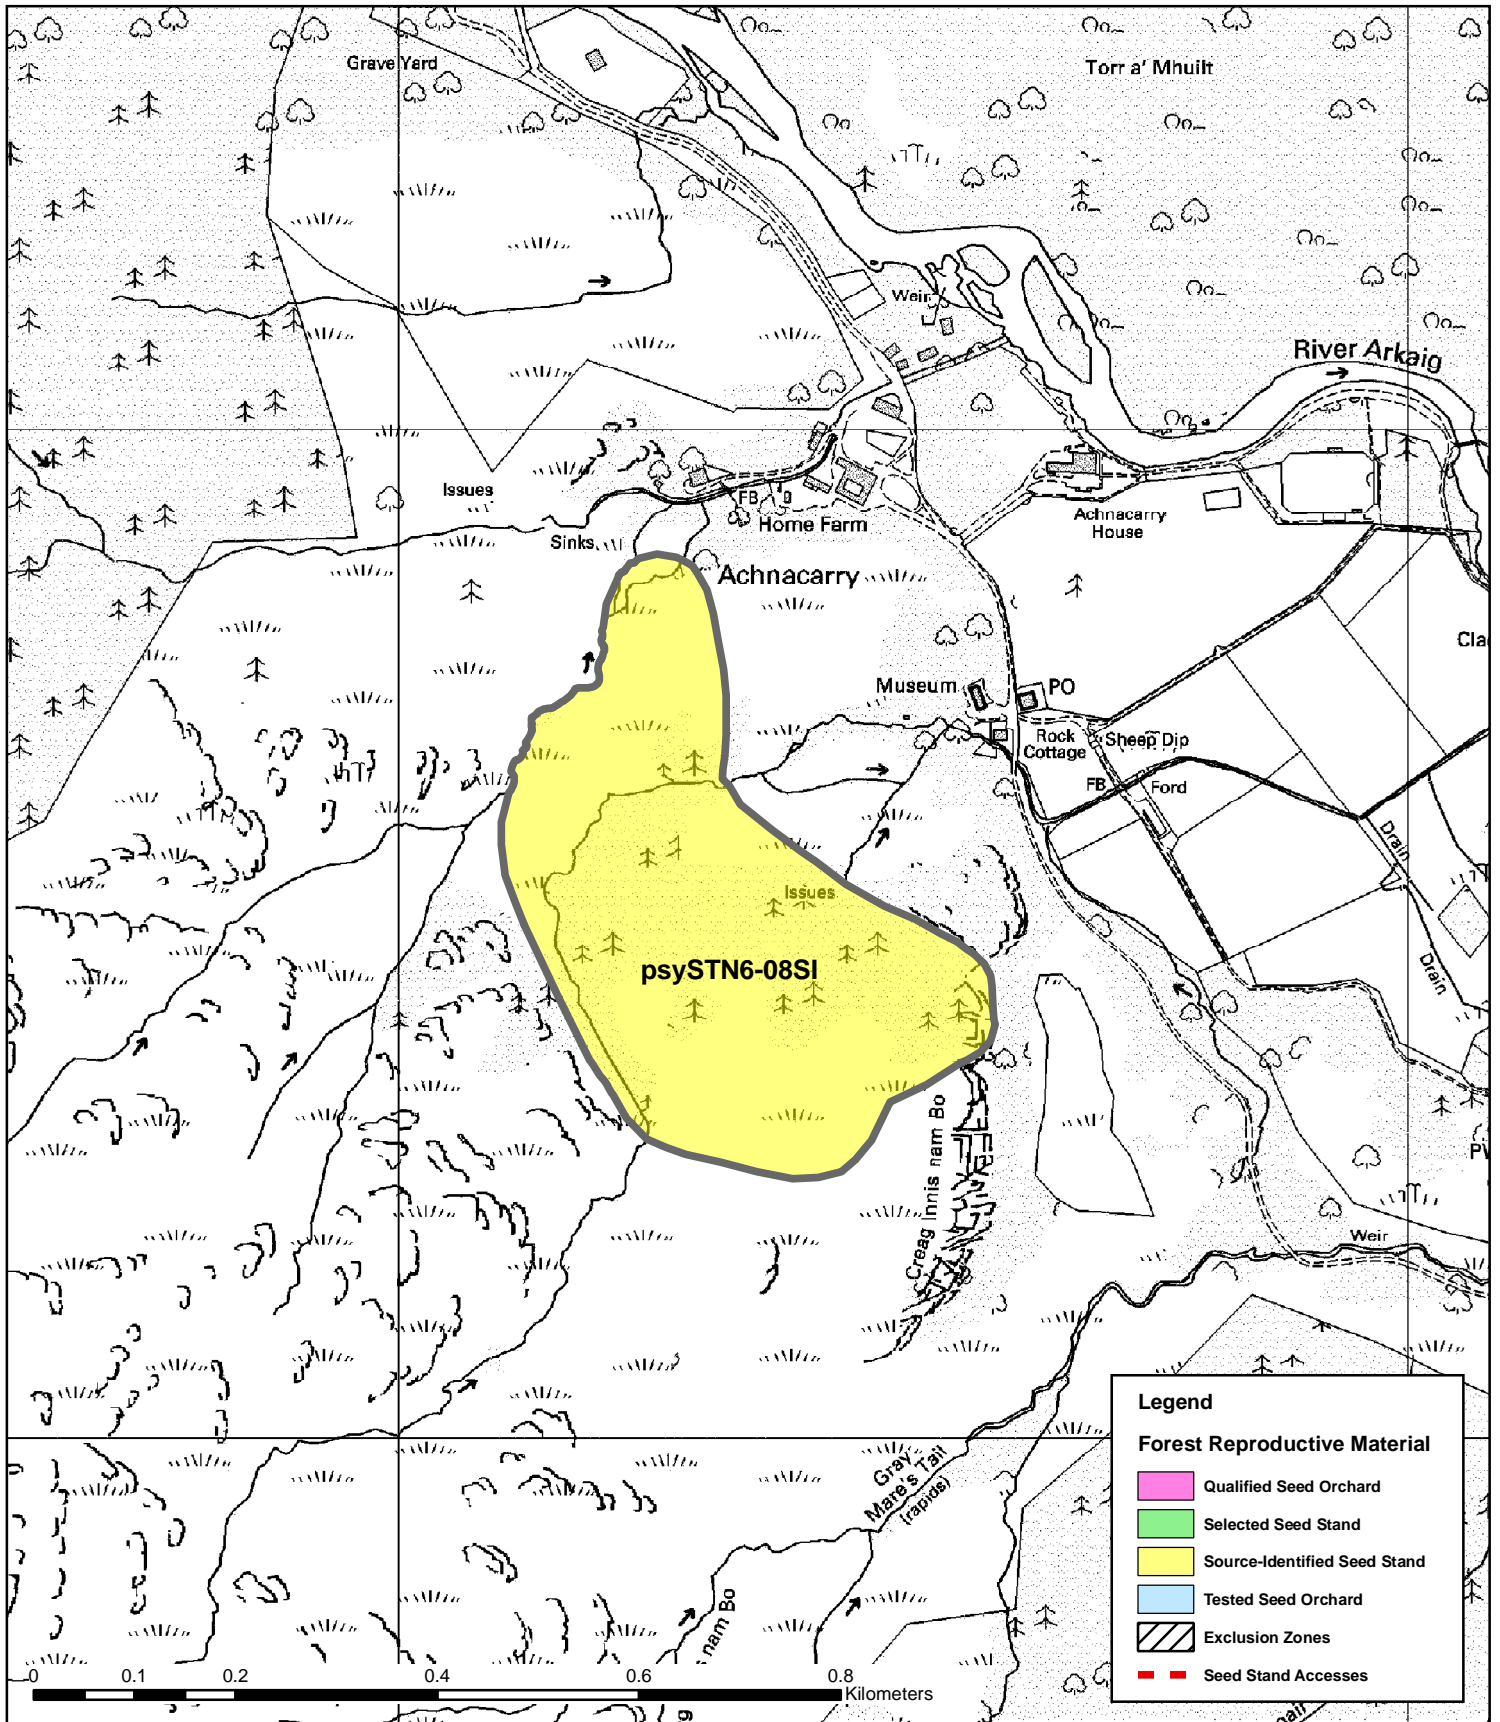 Grave Yard
Torr a' Mhuilt
Weir
River Arkaig
Issues
FB
Home Farm
Sinks
Achnacarry
House
Achnacarry
Museum
PO
Rock
Cottage
Sheep Dip
FB
Ford
Drain
Issues
psySTN6-08SI
Drain
Creag Innis nam Bo
Weir
Gray
Mare's Tail
(rapids)
nam Bo
Legend
Forest Reproductive Material
Qualified Seed Orchard
Selected Seed Stand
Source-Identified Seed Stand
Tested Seed Orchard
Exclusion Zones
Seed Stand Accesses
0 0.1 0.2 0.4 0.6 0.8
Kilometers